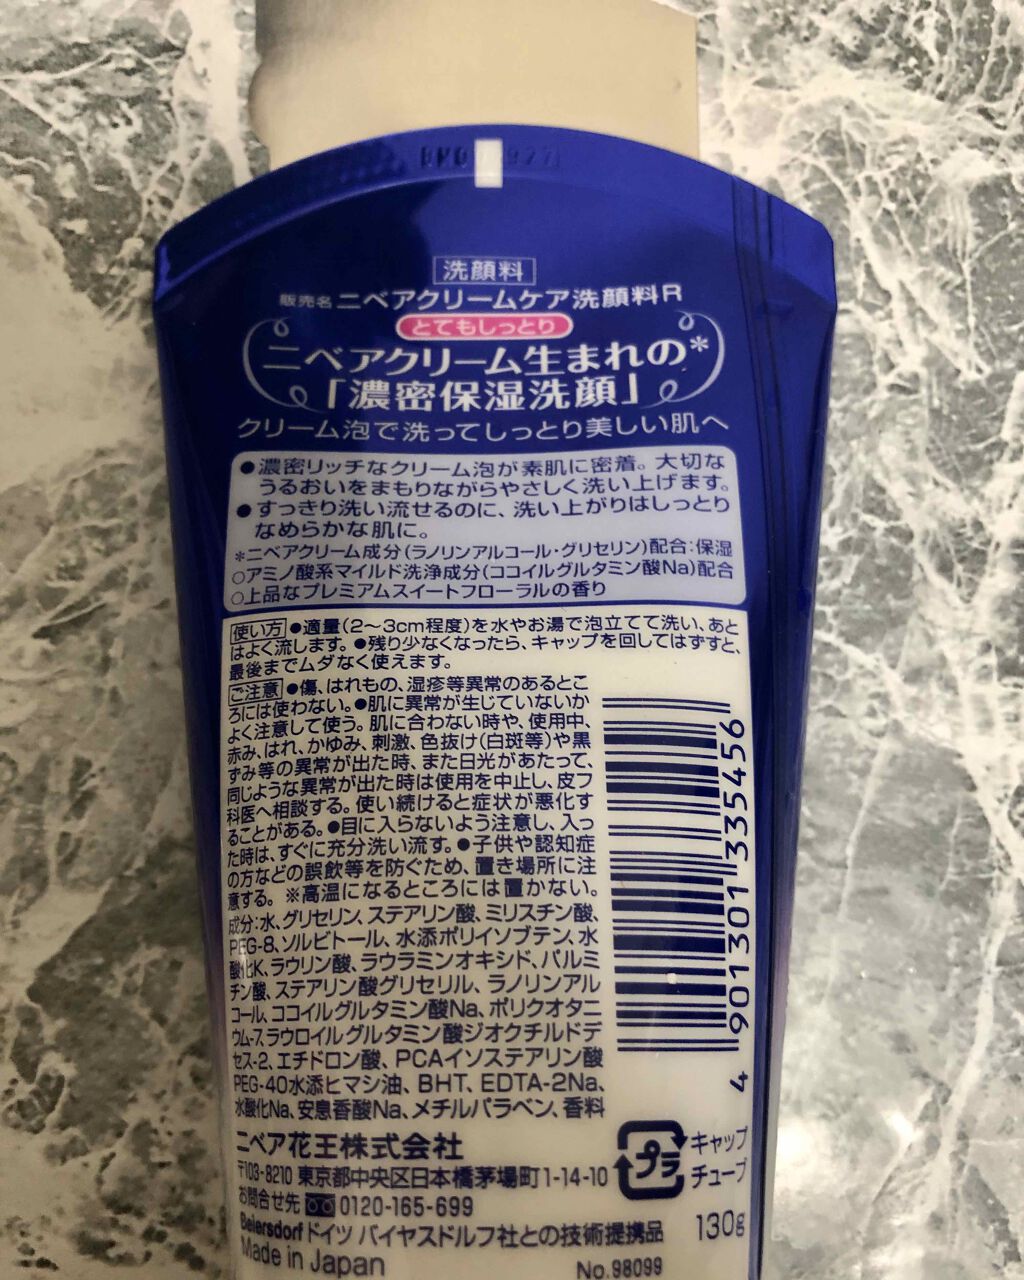 洗顔料
販売名 ニベアクリームケア洗顔料R
とてもしっとり
ニベアクリーム生まれの*
「濃密保湿洗顔」
クリーム泡で洗ってしっとり美しい肌へ
●濃密リッチなクリーム泡が素肌に密着。大切な
うるおいをまもりながらやさしく洗い上げます。
●すっきり洗い流せるのに、洗い上がりはしっとり
なめらかな肌に。
*ニベアクリーム成分(ラノリンアルコール・グリセリン)配合:保湿
○アミノ酸系マイルド洗浄成分(ココイルグルタミン酸Na)配合
○上品なプレミアムスイートフローラルの香り
使い方 ●適量(2〜3cm程度)を水やお湯で泡立てて洗い、あと
はよく流します。●残り少なくなったら、キャップを回してはずすと、
最後までムダなく使えます。
ご注意 ●傷、はれもの、湿疹等異常のあるとこ
ろには使わない。●肌に異常が生じていないか
よく注意して使う。肌に合わない時や、使用中、
赤み、はれ、かゆみ、刺激、色抜け(白斑等)や黒
ずみ等の異常が出た時、また日光があたって、
同じような異常が出た時は使用を中止し、皮フ
科医へ相談する。使い続けると症状が悪化す
ることがある。●目に入らないよう注意し、入っ
た時は、すぐに充分洗い流す。●子供や認知症
の方などの誤飲等を防ぐため、置き場所に注
意する。※高温になるところには置かない。
成分:水、グリセリン、ステアリン酸、ミリスチン酸、
PEG-8、ソルビトール、水添ポリイソブテン、水
酸化K、ラウリン酸、ラウラミンオキシド、パルミ
チン酸、ステアリン酸グリセリル、ラノリンアル
コール、ココイルグルタミン酸Na、ポリクオタニ
ウム-7、ラウロイルグルタミン酸ジオクチルドデ
セス-2、エチドロン酸、PCAイソステアリン酸
PEG-40水添ヒマシ油、BHT、EDTA-2Na、
水酸化Na、安息香酸Na、メチルパラベン、香料
4 901301 335456
ニベア花王株式会社
〒103-8210 東京都中央区日本橋茅場町1-14-10
お問合せ先 0120-165-699
Beiersdorf ドイツ バイヤスドルフ社との技術提携品
Made in Japan
No.98099
プラ
キャップ
チューブ
130g